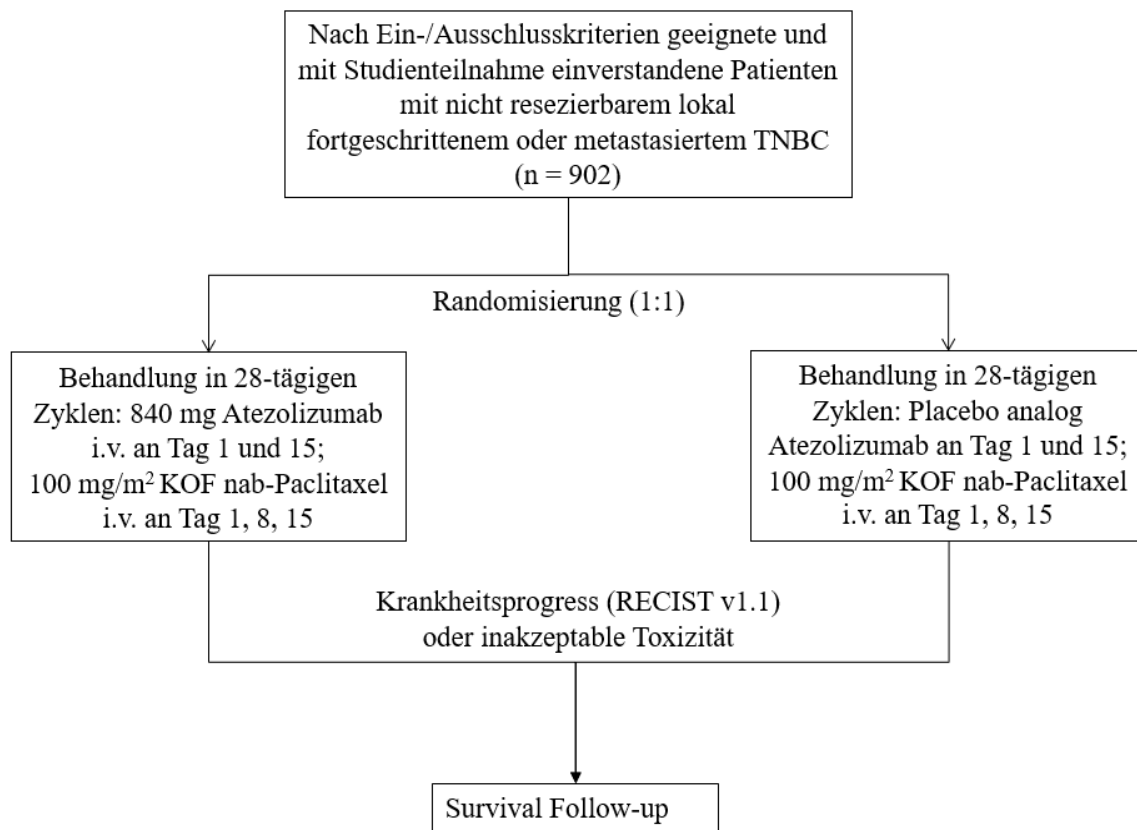 Nach Ein-/Ausschlusskriterien geeignete und
mit Studienteilnahme einverstandene Patienten
mit nicht resezierbarem lokal
fortgeschrittenem oder metastasiertem TNBC
(n = 902)
Randomisierung (1:1)
Behandlung in 28-tägigen
Zyklen: 840 mg Atezolizumab
i.v. an Tag 1 und 15;
100 mg/m² KOF nab-Paclitaxel
i.v. an Tag 1, 8, 15
Behandlung in 28-tägigen
Zyklen: Placebo analog
Atezolizumab an Tag 1 und 15;
100 mg/m² KOF nab-Paclitaxel
i.v. an Tag 1, 8, 15
Krankheitsprogress (RECIST v1.1)
oder inakzeptable Toxizität
Survival Follow-up